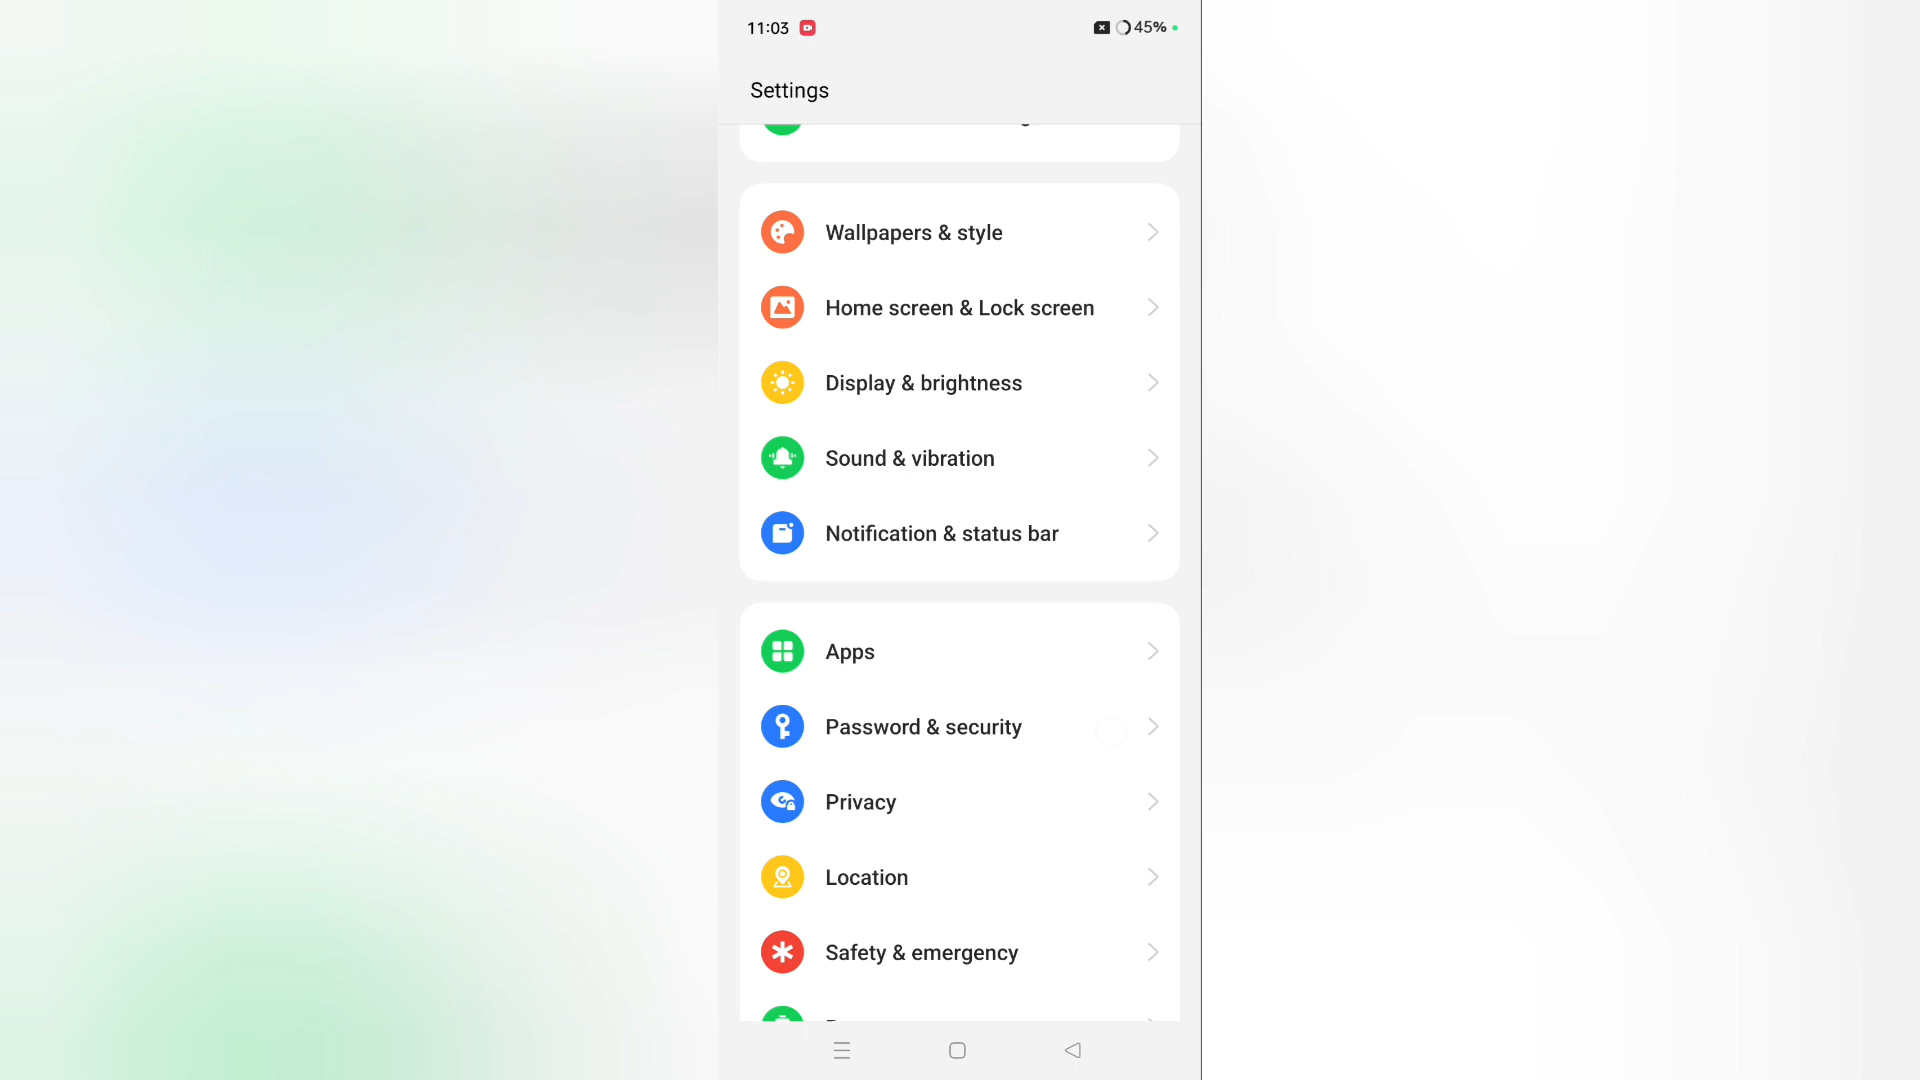 11:03
45%
Settings
Wallpapers & style
Home screen & Lock screen
Display & brightness
Sound & vibration
Notification & status bar
Apps
Password & security
Privacy
Location
Safety & emergency